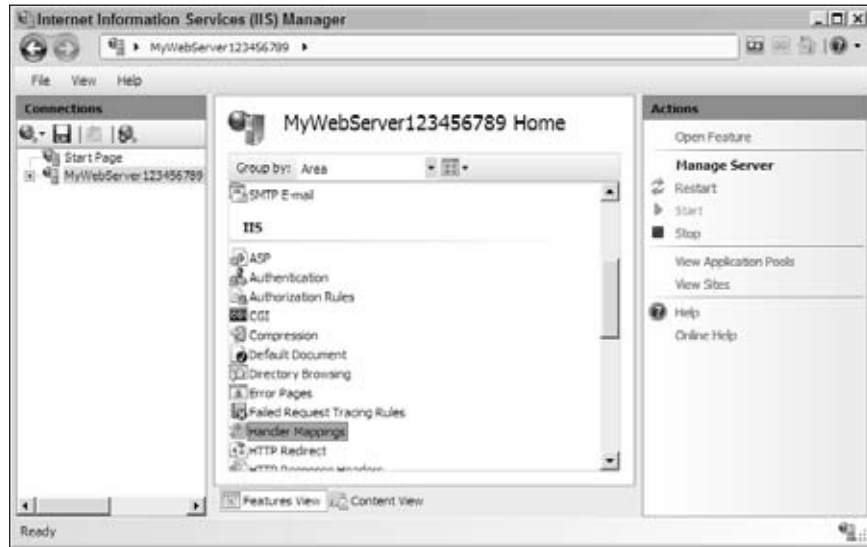 Internet Information Services (IIS) Manager
MyWebServer123456789
File View Help
Connections
Start Page
MyWebServer123456789
MyWebServer123456789 Home
Group by: Area
SMTP E-mail
IIS
ASP
Authentication
Authorization Rules
CGI
Compression
Default Document
Directory Browsing
Error Pages
Failed Request Tracing Rules
Handler Mappings
HTTP Redirect
HTTP Response Headers
Features View Content View
Actions
Open Feature
Manage Server
Restart
Start
Stop
View Application Pools
View Sites
Help
Online Help
Ready